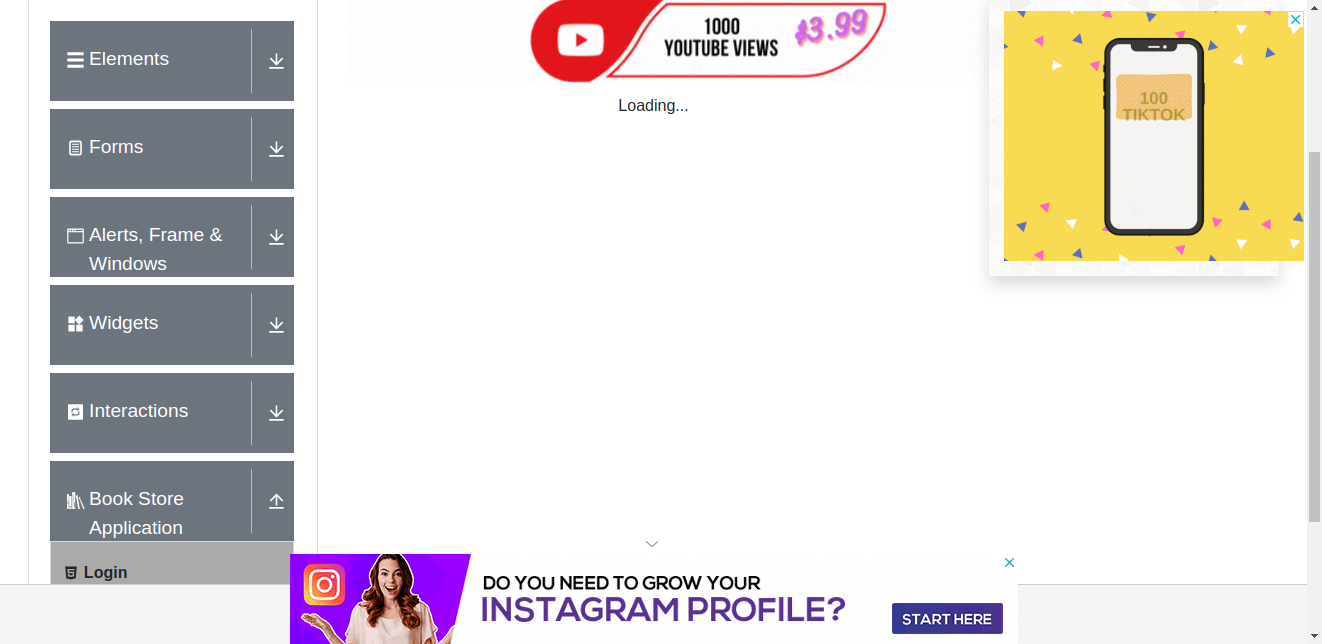 1000
YOUTUBE VIEWS
$3.99
Loading...
100
TIKTOK
Elements
Forms
Alerts, Frame &
Windows
Widgets
Interactions
Book Store
Application
Login
DO YOU NEED TO GROW YOUR
INSTAGRAM PROFILE?
START HERE